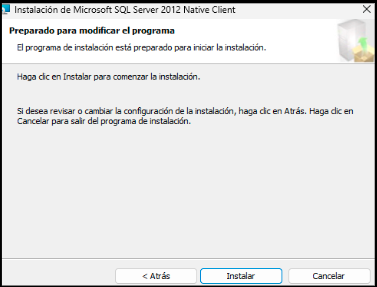 Instalación de Microsoft SQL Server 2012 Native Client
Preparado para modificar el programa
El programa de instalación está preparado para iniciar la instalación.
Haga clic en Instalar para comenzar la instalación.
Si desea revisar o cambiar la configuración de la instalación, haga clic en Atrás. Haga clic en
Cancelar para salir del programa de instalación.
< Atrás
Instalar
Cancelar